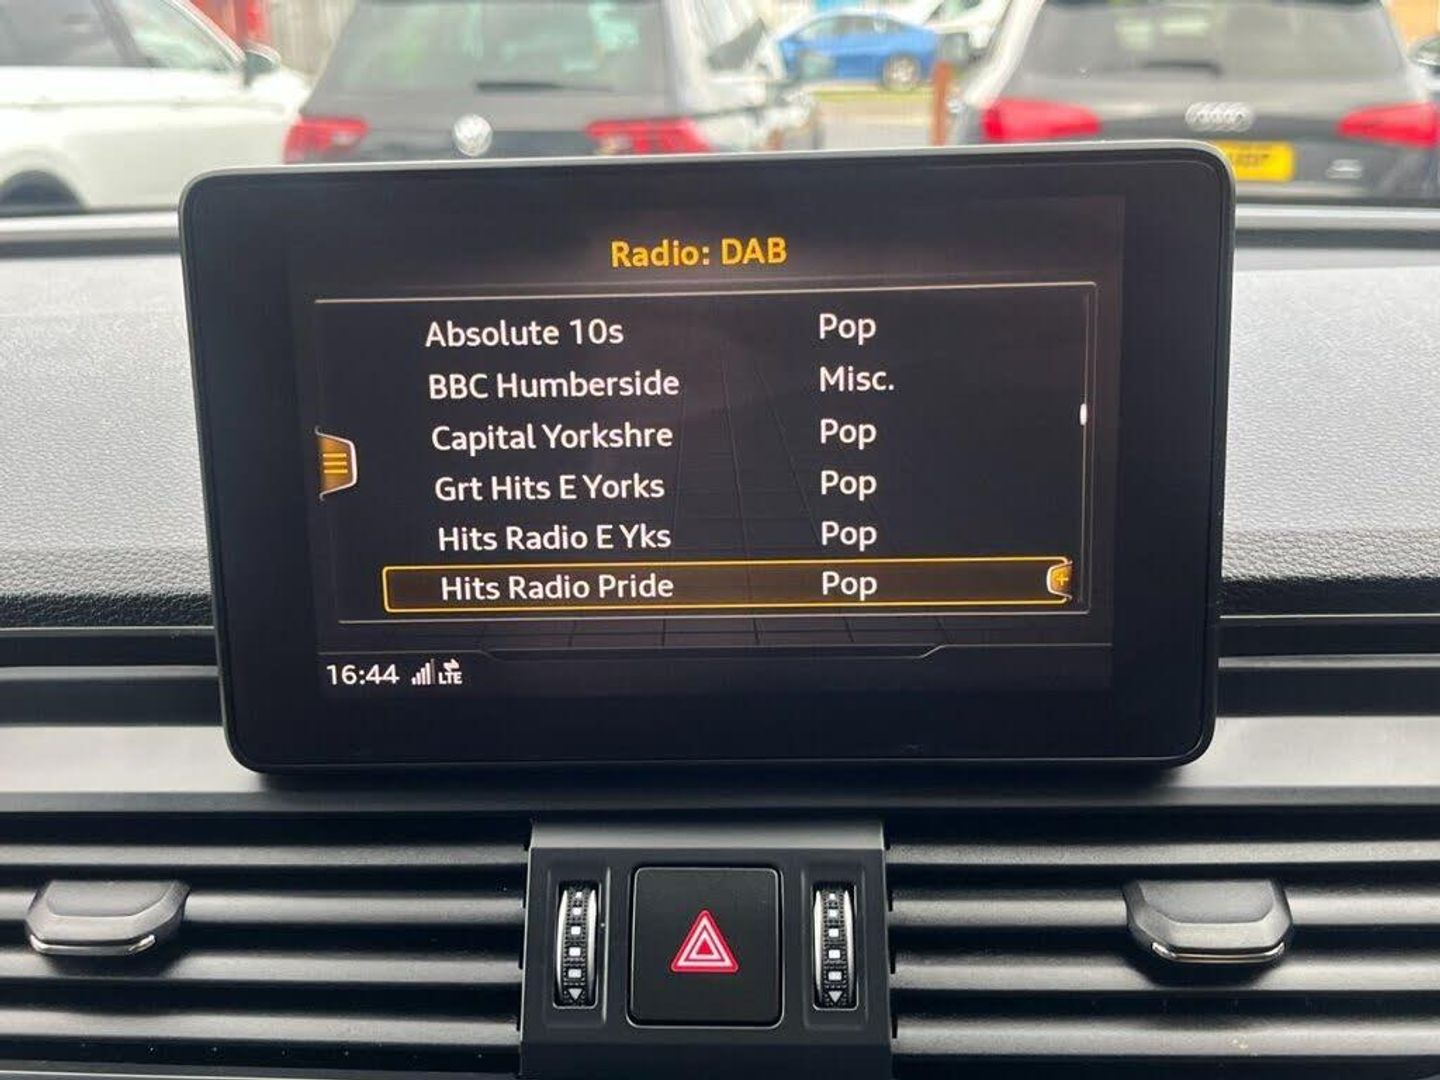 Radio: DAB
Absolute 10s Pop
BBC Humberside Misc.
Capital Yorkshre Pop
Grt Hits E Yorks Pop
Hits Radio E Yks Pop
Hits Radio Pride Pop
16:44 LTE